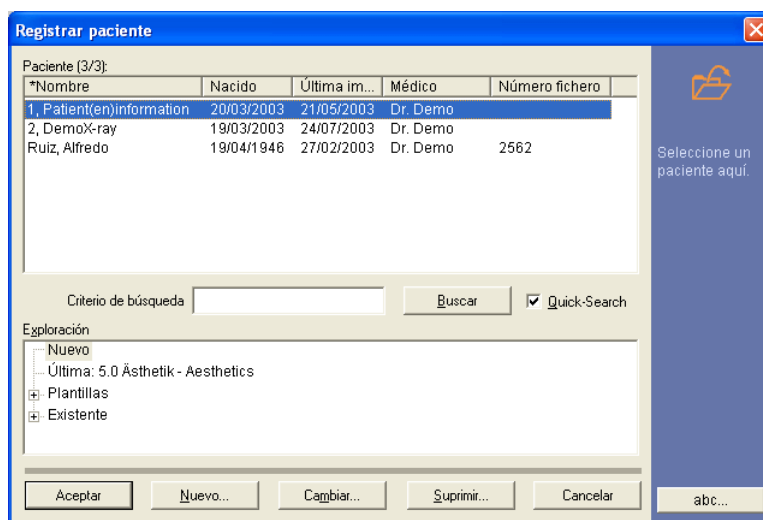 Registrar paciente
Paciente (3/3):
*Nombre Nacido Última im... Médico Número fichero
1, Patient(en)information 20/03/2003 21/05/2003 Dr. Demo
2, DemoX-ray 19/03/2003 24/07/2003 Dr. Demo
Ruiz, Alfredo 19/04/1946 27/02/2003 Dr. Demo 2562
Seleccione un
paciente aquí.
Criterio de búsqueda Buscar Quick-Search
Exploración
Nuevo
Última: 5.0 Ästhetik - Aesthetics
Plantillas
Existente
Aceptar Nuevo... Cambiar... Suprimir... Cancelar abc...